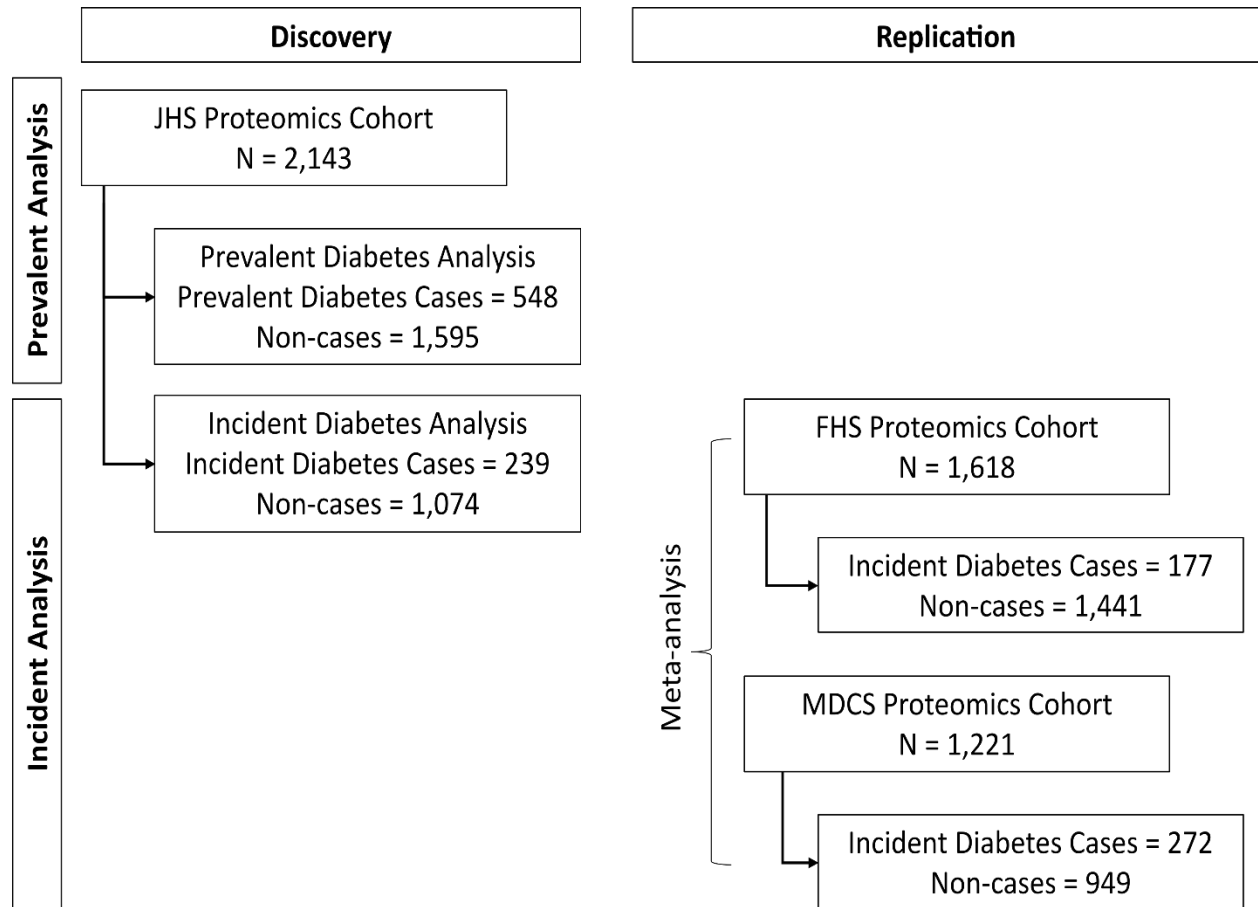 Discovery
Replication
Prevalent Analysis
JHS Proteomics Cohort
N = 2,143
Prevalent Diabetes Analysis
Prevalent Diabetes Cases = 548
Non-cases = 1,595
Incident Analysis
Incident Diabetes Analysis
Incident Diabetes Cases = 239
Non-cases = 1,074
Meta-analysis
FHS Proteomics Cohort
N = 1,618
Incident Diabetes Cases = 177
Non-cases = 1,441
MDCS Proteomics Cohort
N = 1,221
Incident Diabetes Cases = 272
Non-cases = 949